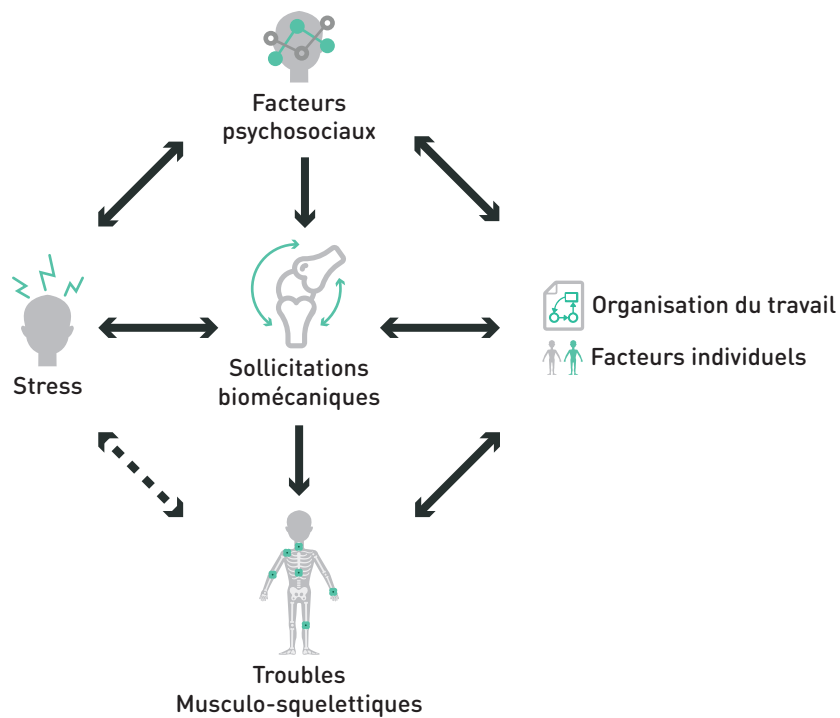 Facteurs
psychosociaux
Organisation du travail
Facteurs individuels
Stress
Sollicitations
biomécaniques
Troubles
Musculo-squelettiques